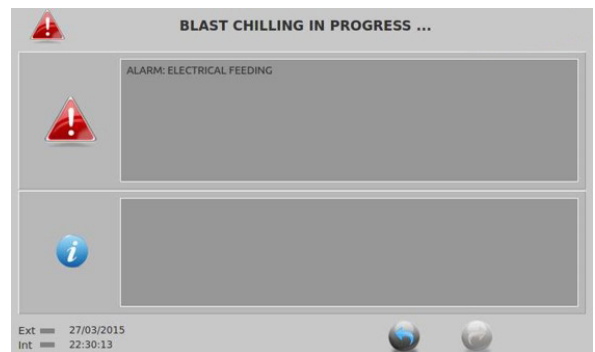 BLAST CHILLING IN PROGRESS ...
ALARM: ELECTRICAL FEEDING
Ext 27/03/2015
Int 22:30:13